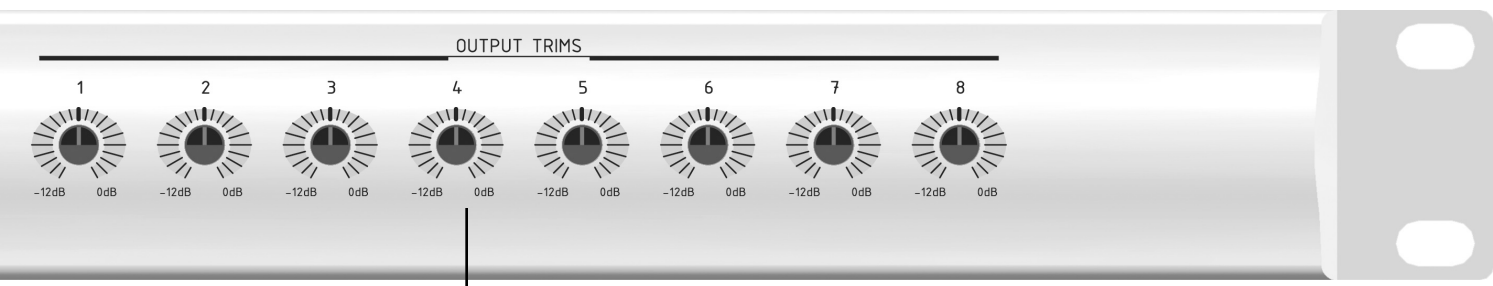 OUTPUT TRIMS
1 2 3 4 5 6 7 8
-12dB 0dB -12dB 0dB -12dB 0dB -12dB 0dB -12dB 0dB -12dB 0dB -12dB 0dB -12dB 0dB